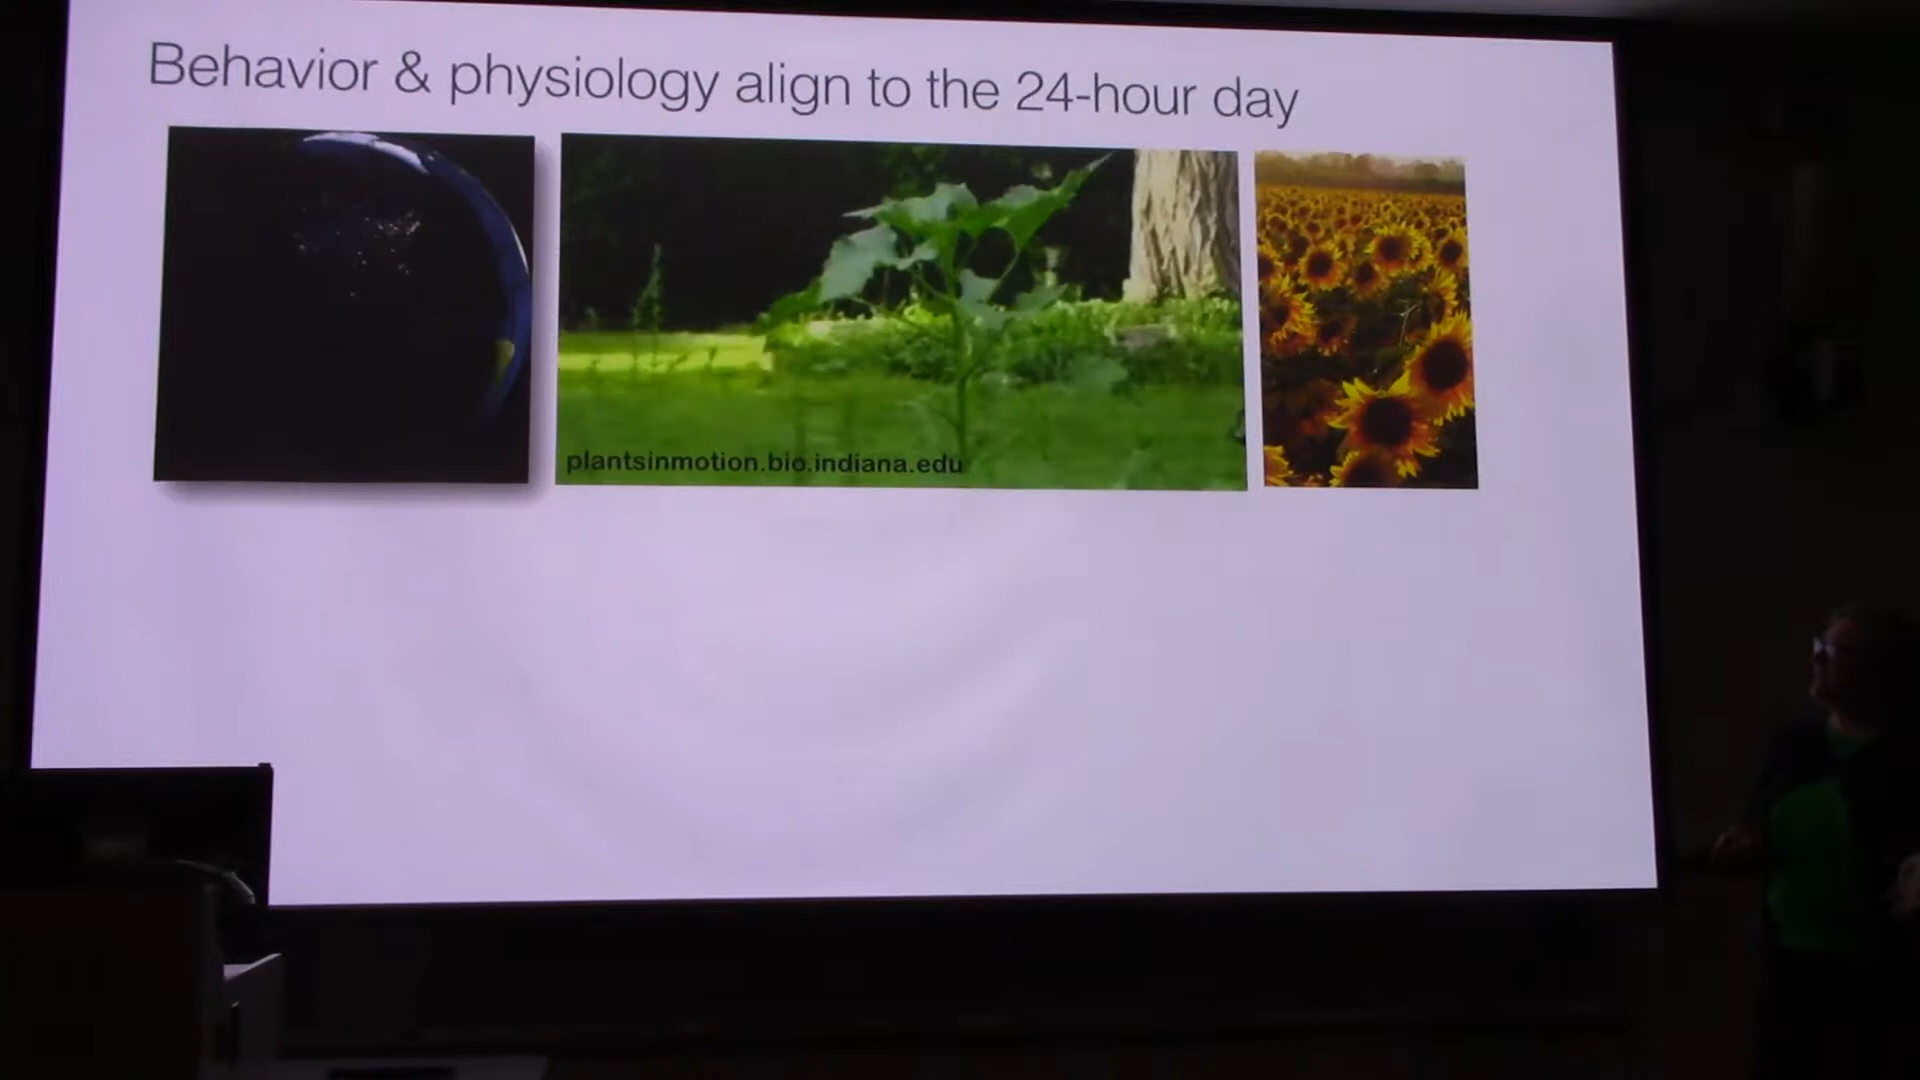 Behavior & physiology align to the 24-hour day
plantsinmotion.bio.indiana.edu